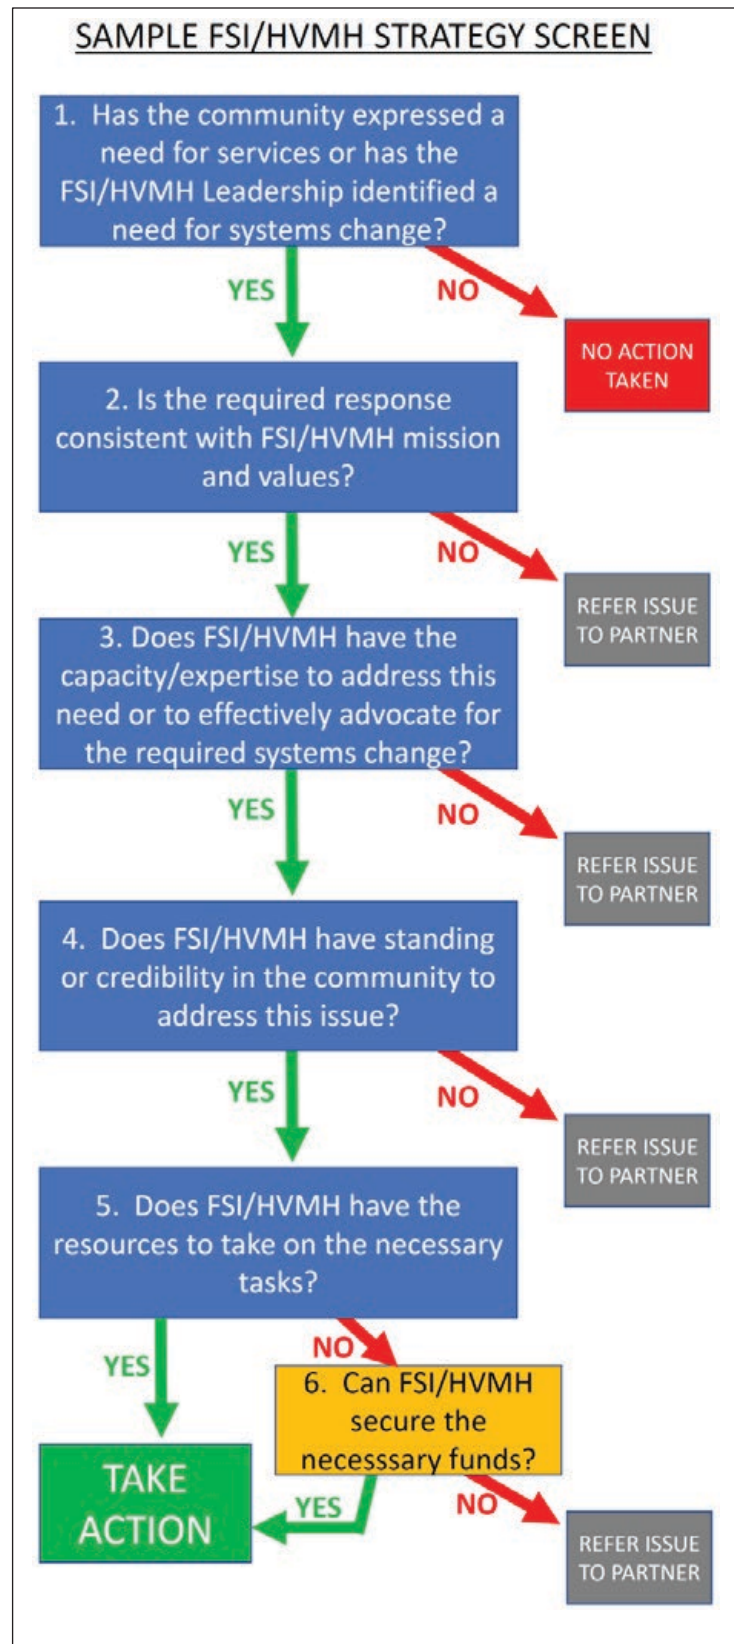 SAMPLE FSI/HVMH STRATEGY SCREEN
1. Has the community expressed a
need for services or has the
FSI/HVMH Leadership identified a
need for systems change?
YES
NO
NO ACTION
TAKEN
2. Is the required response
consistent with FSI/HVMH mission
and values?
YES
NO
REFER ISSUE
TO PARTNER
3. Does FSI/HVMH have the
capacity/expertise to address this
need or to effectively advocate for
the required systems change?
YES
NO
REFER ISSUE
TO PARTNER
4. Does FSI/HVMH have standing
or credibility in the community to
address this issue?
YES
NO
REFER ISSUE
TO PARTNER
5. Does FSI/HVMH have the
resources to take on the necessary
tasks?
YES
NO
6. Can FSI/HVMH
secure the
necesssary funds?
TAKE
ACTION
YES
NO
REFER ISSUE
TO PARTNER